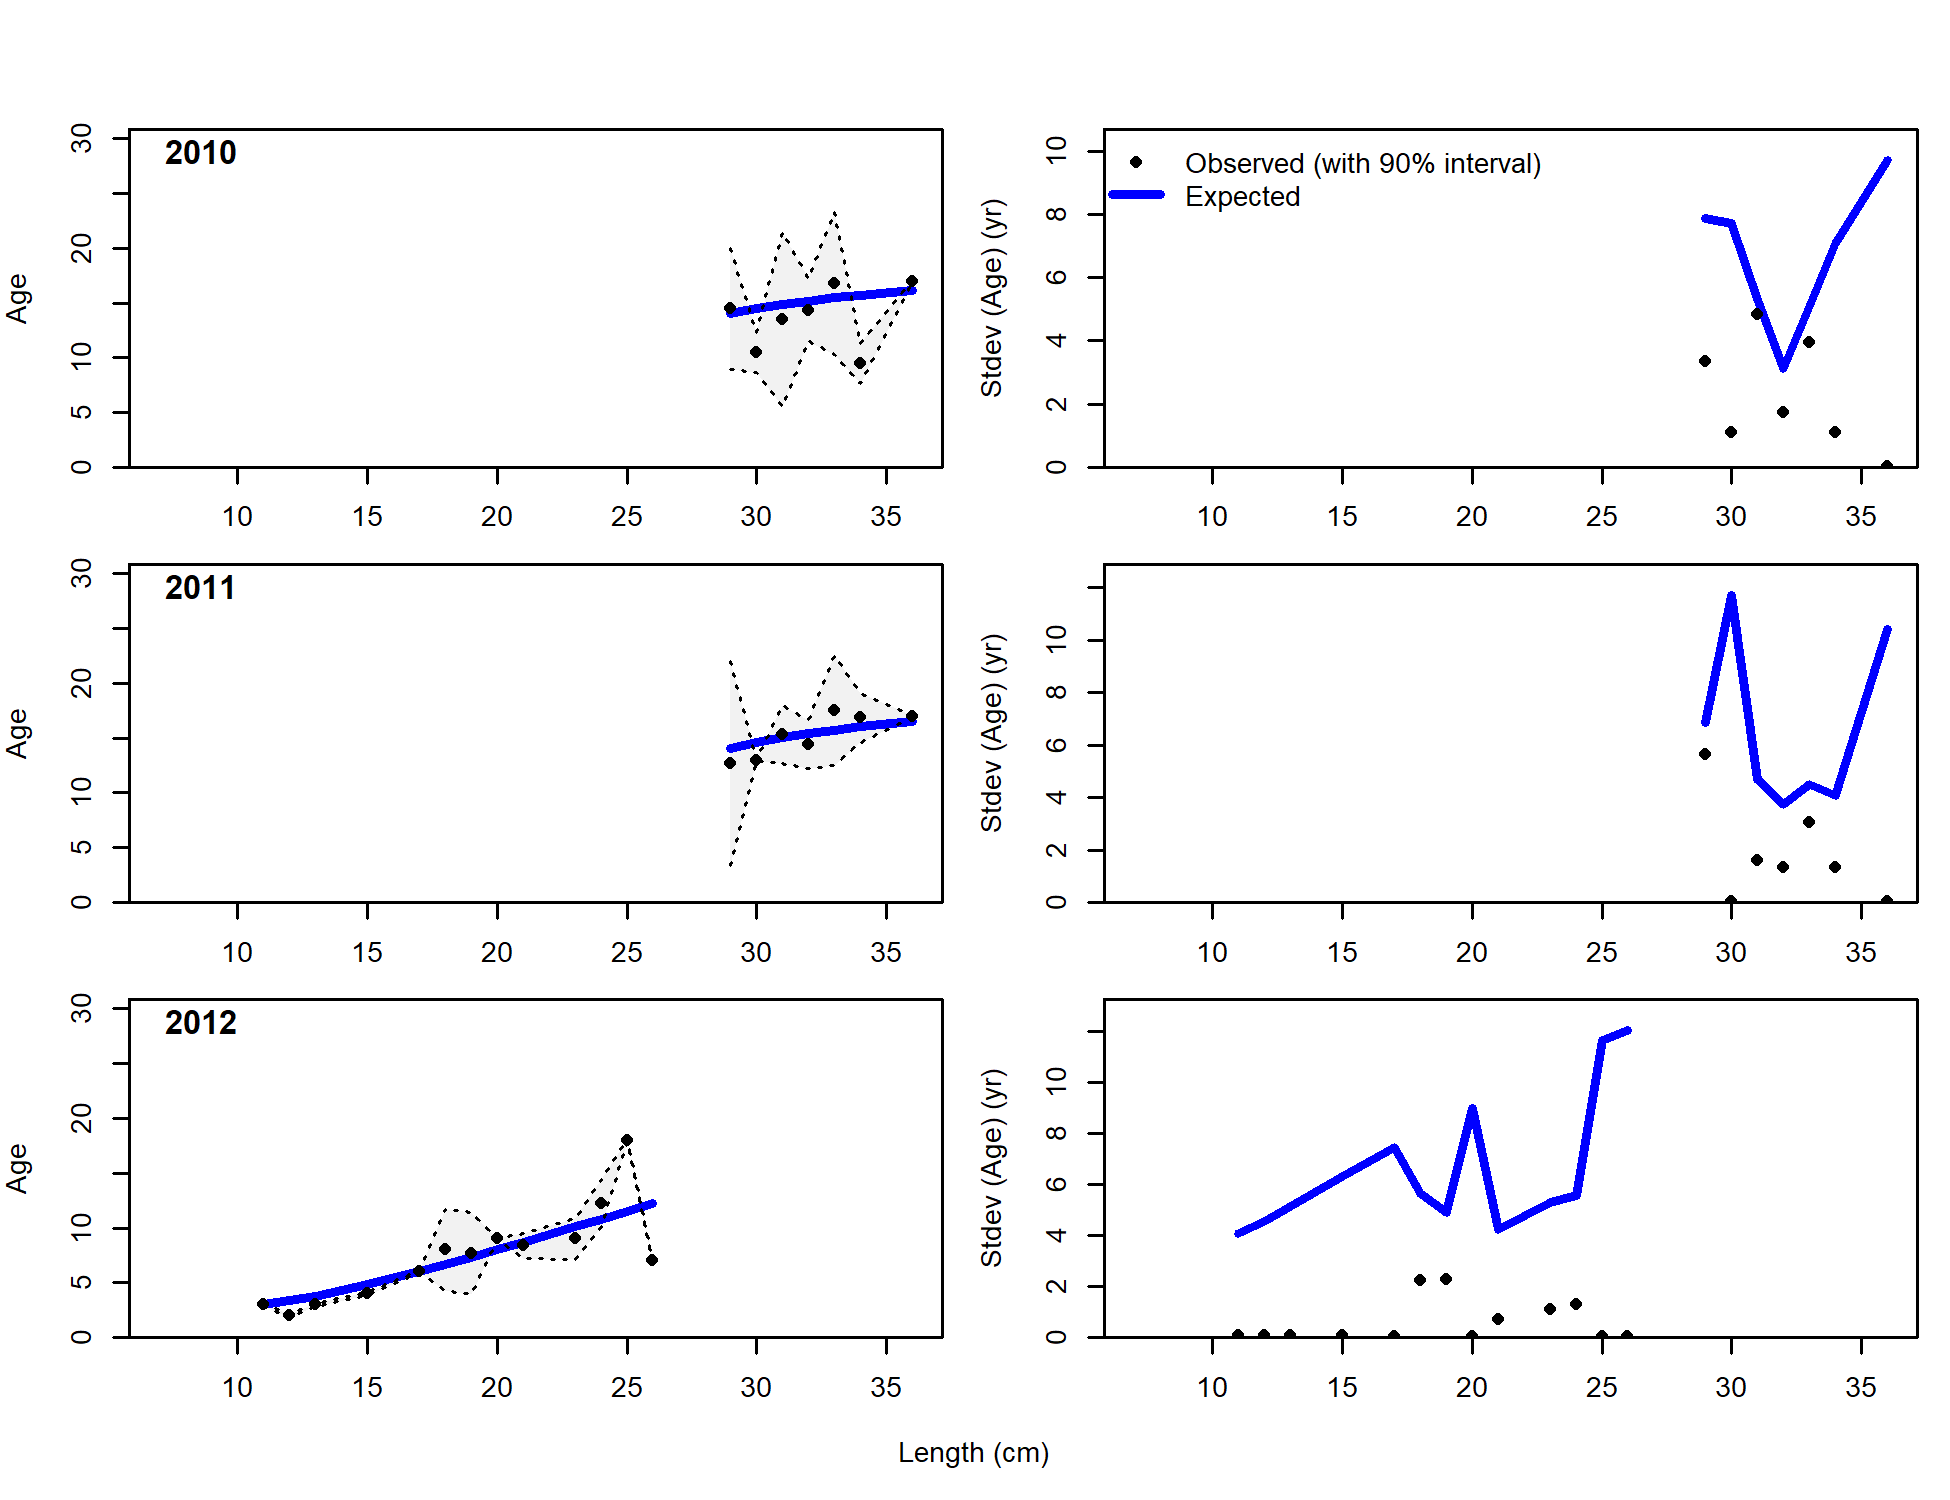 2010
Age
0 5 10 20 30
10 15 20 25 30 35
Observed (with 90% interval)
Expected
Stdev (Age) (yr)
0 2 4 6 8 10
10 15 20 25 30 35
2011
Age
0 5 10 20 30
10 15 20 25 30 35
Stdev (Age) (yr)
0 2 4 6 8 10
10 15 20 25 30 35
2012
Age
0 5 10 20 30
10 15 20 25 30 35
Stdev (Age) (yr)
0 2 4 6 8 10
10 15 20 25 30 35
Length (cm)